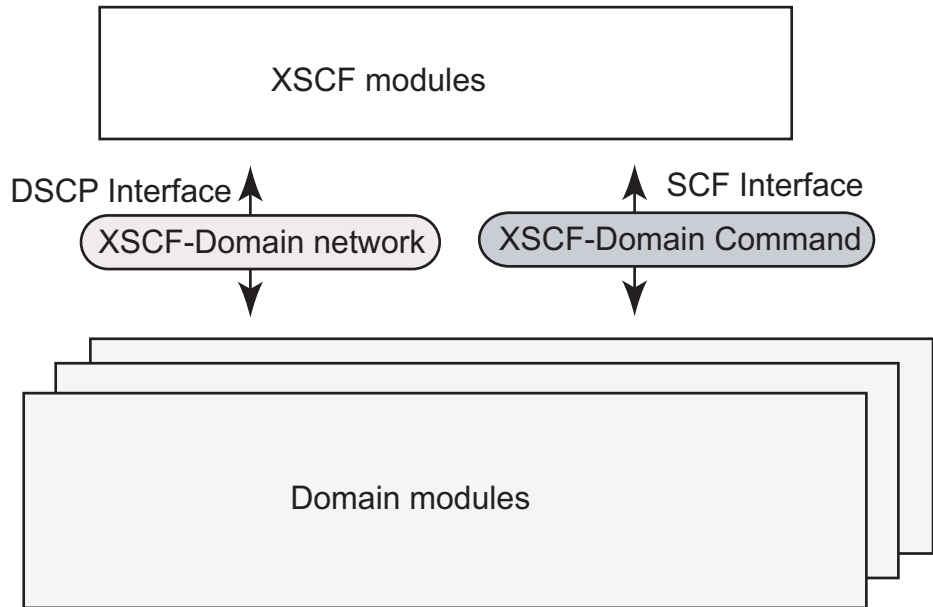 XSCF modules
DSCP Interface
SCF Interface
XSCF-Domain network
XSCF-Domain Command
Domain modules